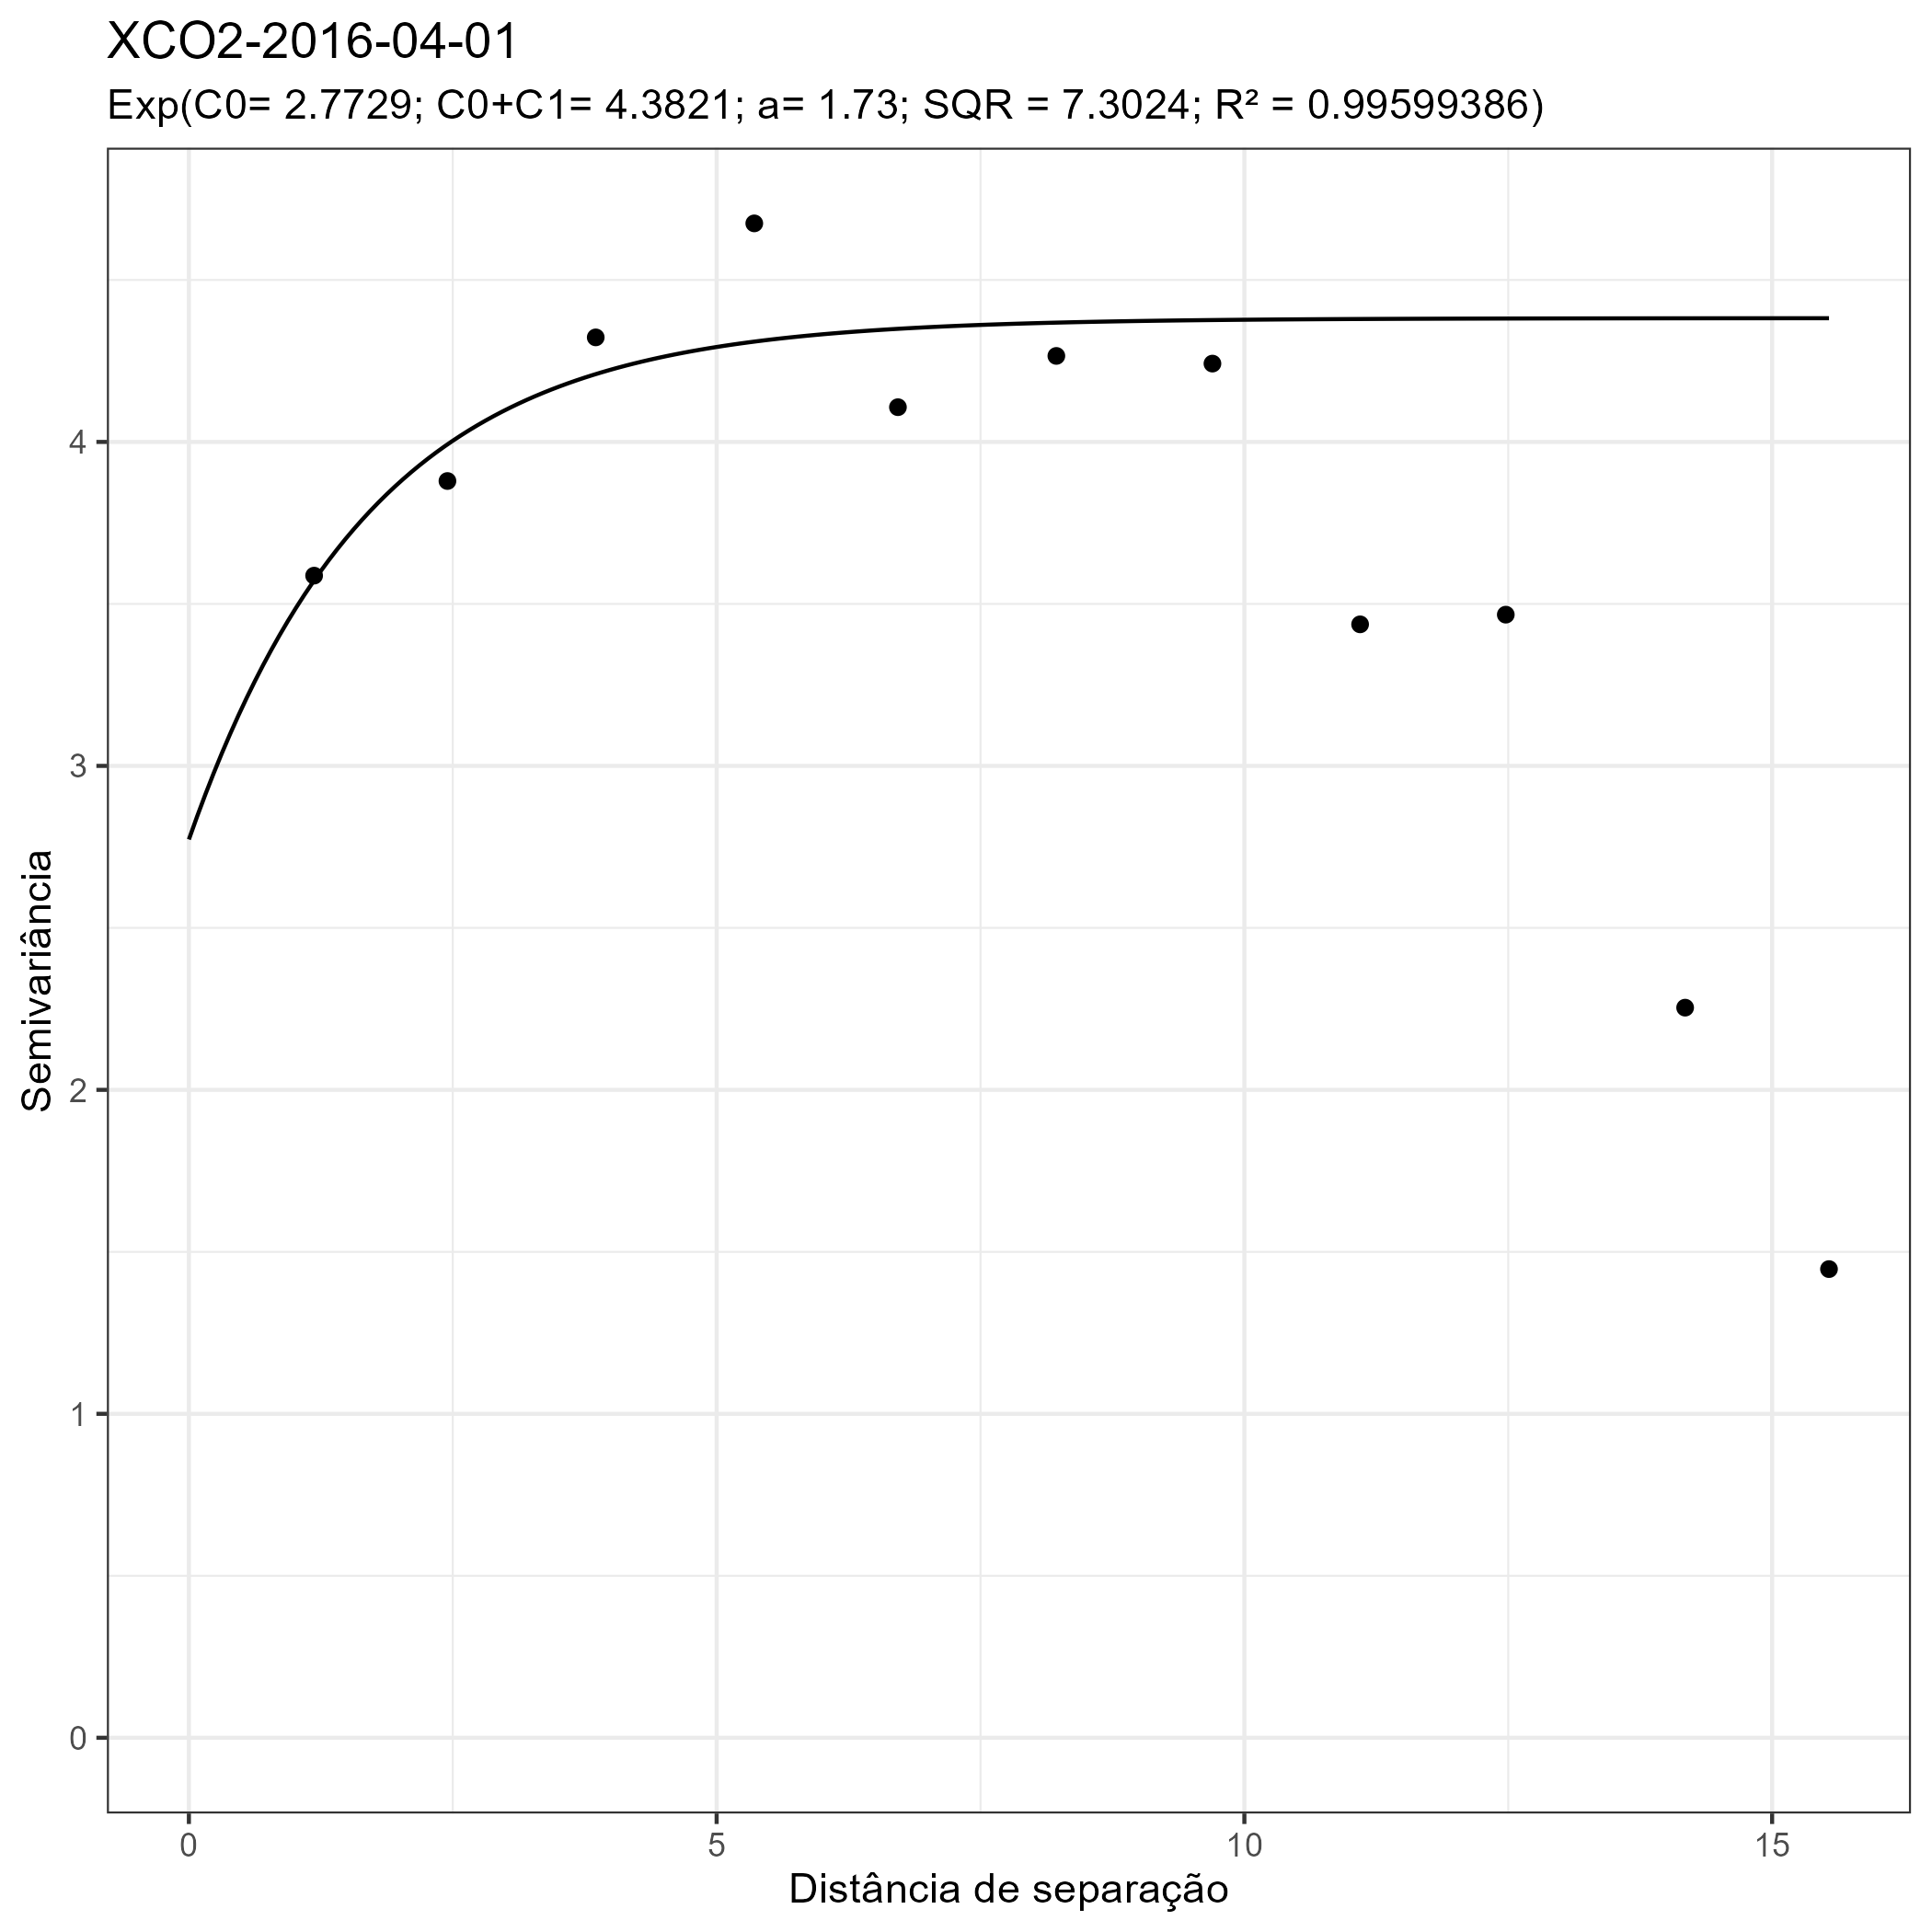 XCO2-2016-04-01
Exp(C0= 2.7729; C0+C1= 4.3821; a= 1.73; SQR = 7.3024; R² = 0.99599386)
Semivariância
4
3
2
1
0
0 5 10 15
Distância de separação